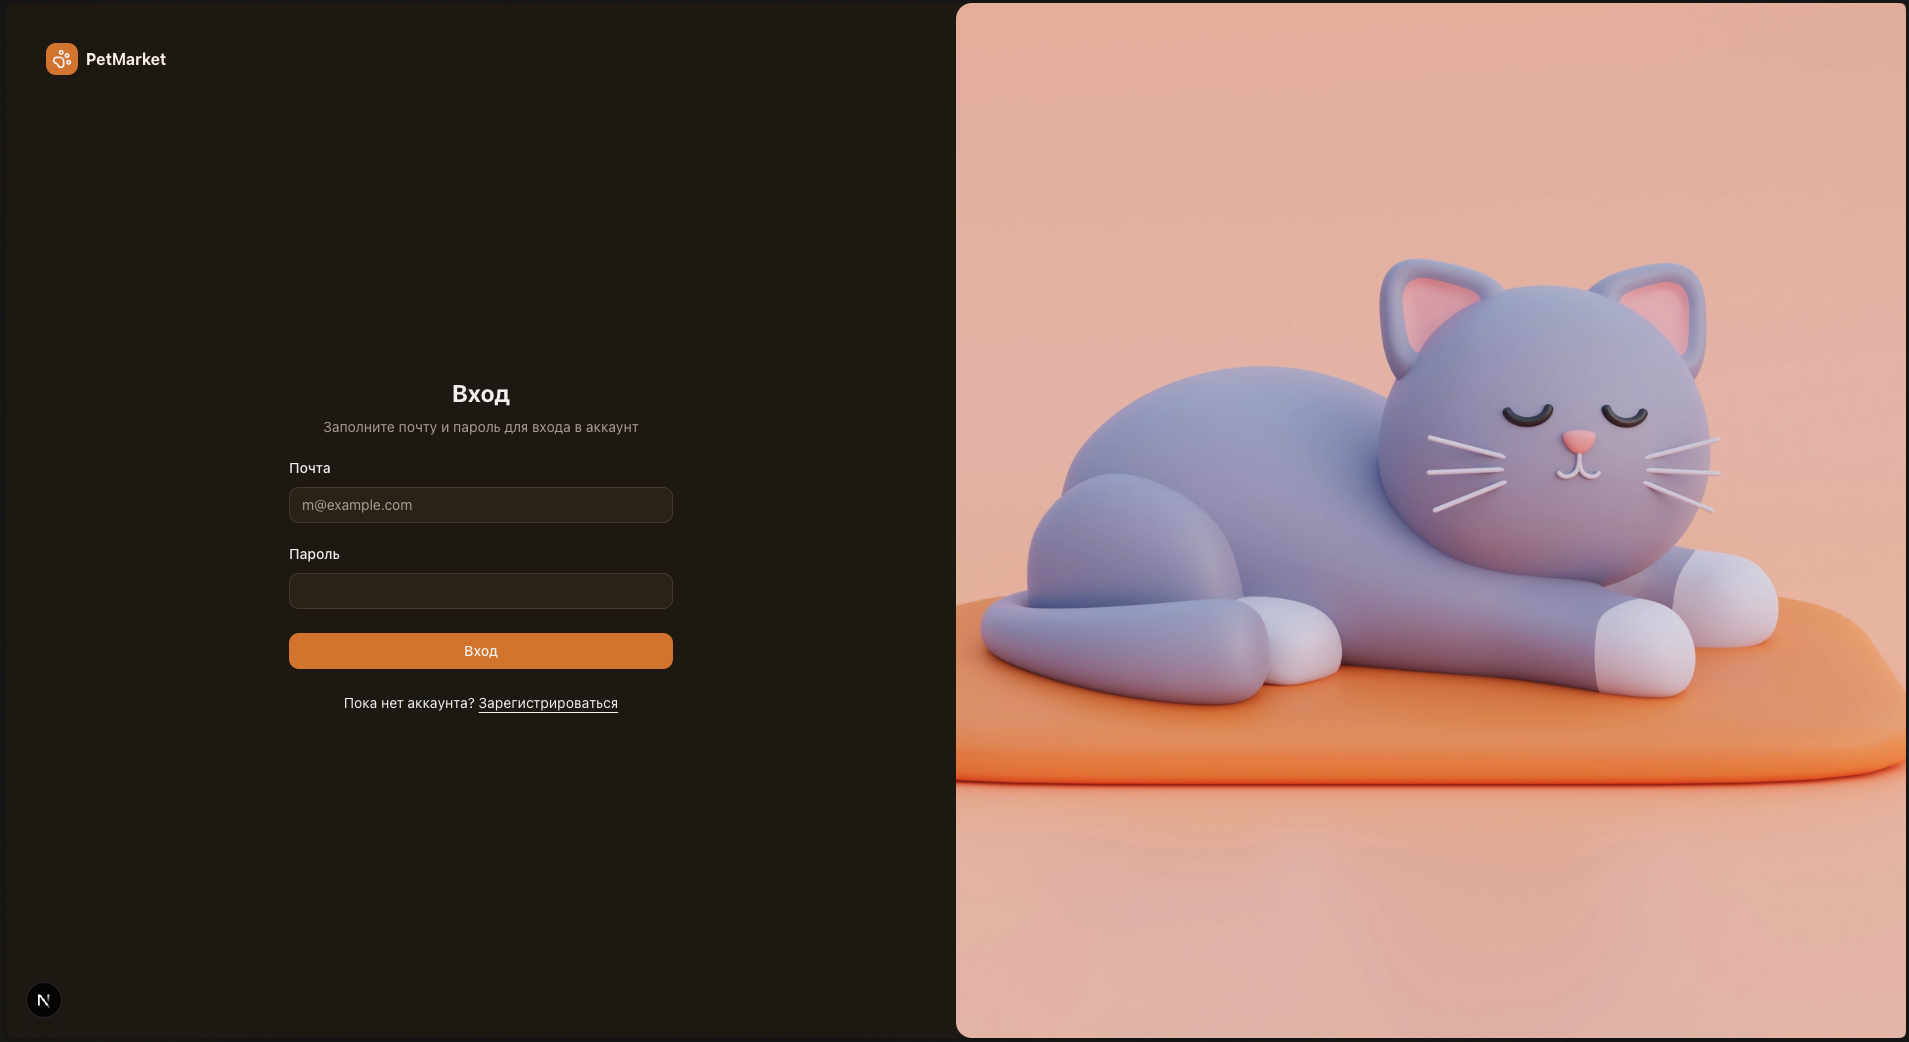 PetMarket
Вход
Заполните почту и пароль для входа в аккаунт
Почта
m@example.com
Пароль
Вход
Пока нет аккаунта? Зарегистрироваться
N